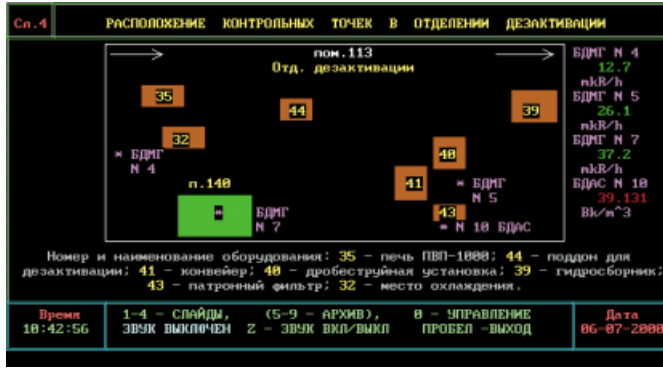 Сл.4 РАСПОЛОЖЕНИЕ КОНТРОЛЬНЫХ ТОЧЕК В ОТДЕЛЕНИИ ДЕЗАКТИВАЦИИ
пом.113
Отд. дезактивации
35
44
39
32
* БДМГ
N 4
40
41
* БДМГ
N 5
п.140
*
БДМГ
N 7
43
* N 10 БДАС
БДМГ N 4
12.7
mkR/h
БДМГ N 5
26.1
mkR/h
БДМГ N 7
37.2
mkR/h
БДАС N 10
39.131
Bk/m^3
Номер и наименование оборудования: 35 - печь ПВП-1000; 44 - поддон для
дезактивации; 41 - конвейер; 40 - дробеструйная установка; 39 - гидросборник;
43 - патронный фильтр; 32 - место охлаждения.
Время
10:42:56
1-4 - СЛАЙДЫ, (5-9 - АРХИВ), 0 - УПРАВЛЕНИЕ
ЗВУК ВЫКЛЮЧЕН Z - ЗВУК ВКЛ/ВЫКЛ ПРОБЕЛ -ВЫХОД
Дата
06-07-2000